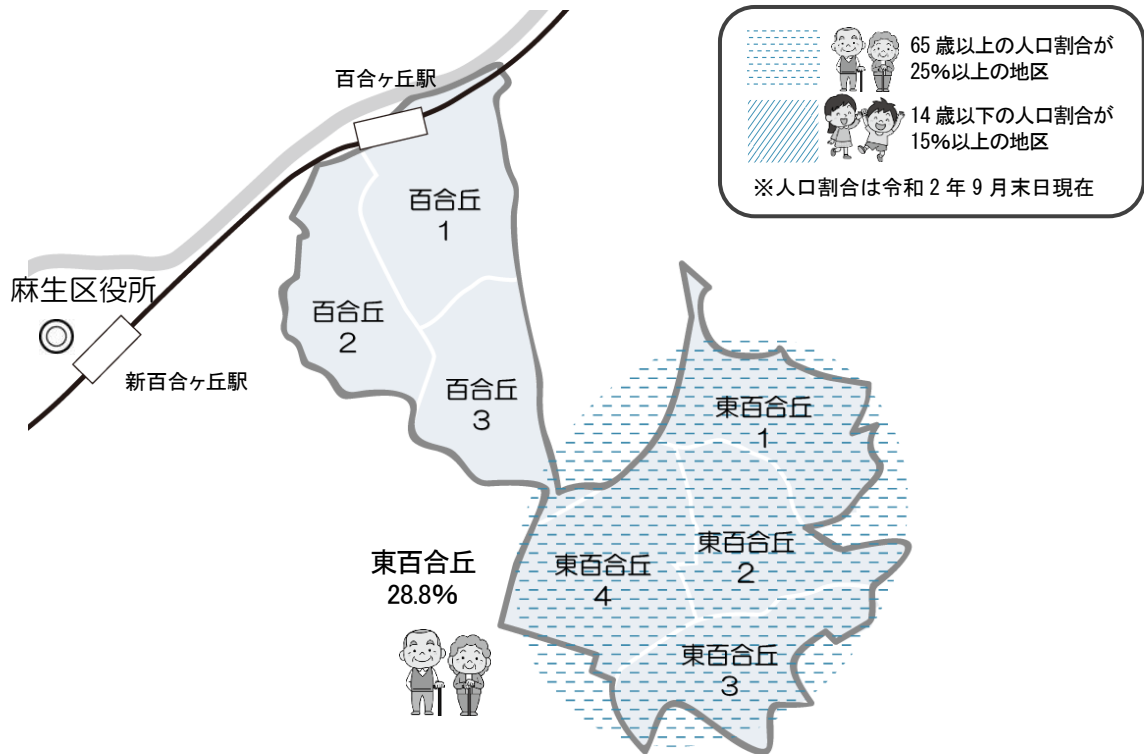 65 歳以上の人口割合が
25%以上の地区
14 歳以下の人口割合が
15%以上の地区
※人口割合は令和 2 年 9 月末日現在
百合ヶ丘駅
百合丘
1
麻生区役所
百合丘
2
新百合ヶ丘駅
百合丘
3
東百合丘
1
東百合丘
2
東百合丘
4
東百合丘
28.8%
東百合丘
3